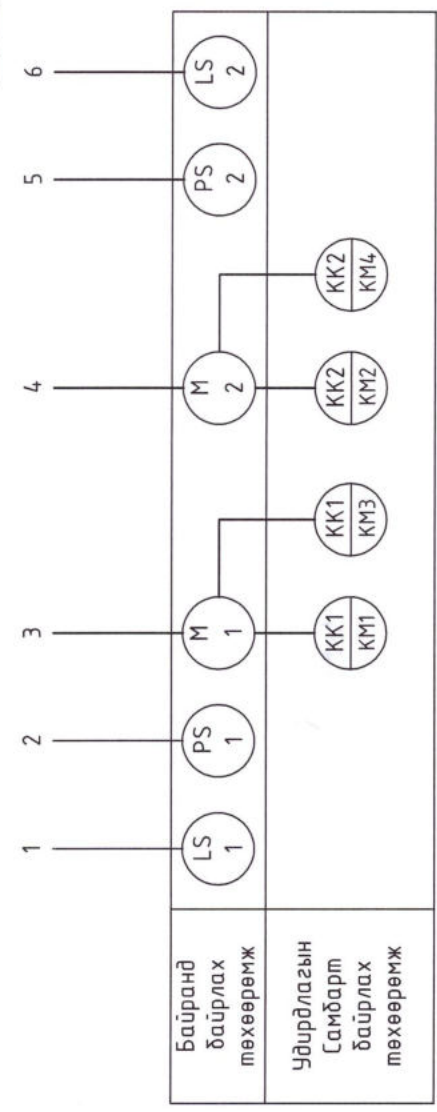 1
2
3
4
5
6
Байранд
байрлах
төхөөрөмж
LS
1
PS
1
M
1
M
2
PS
2
LS
2
Удирдлагын
Самбарт
байрлах
төхөөрөмж
KK1
KM1
KK1
KM3
KK2
KM2
KK2
KM4